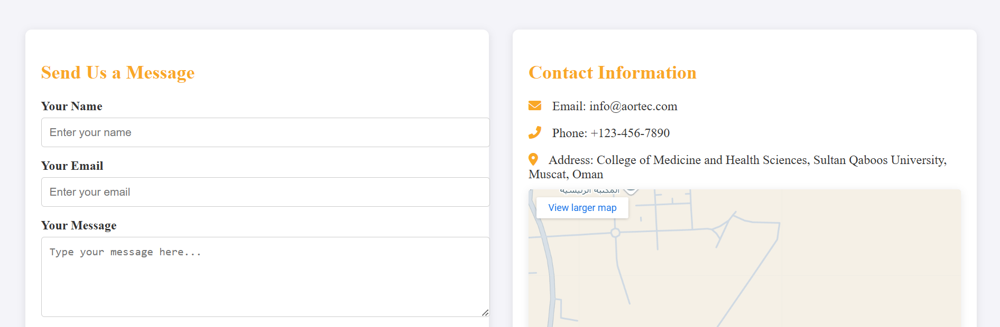 Send Us a Message
Your Name
Enter your name
Your Email
Enter your email
Your Message
Type your message here...
Contact Information
Email: info@aortec.com
Phone: +123-456-7890
Address: College of Medicine and Health Sciences, Sultan Qaboos University,
Muscat, Oman
المكتبة الرئيسية
View larger map